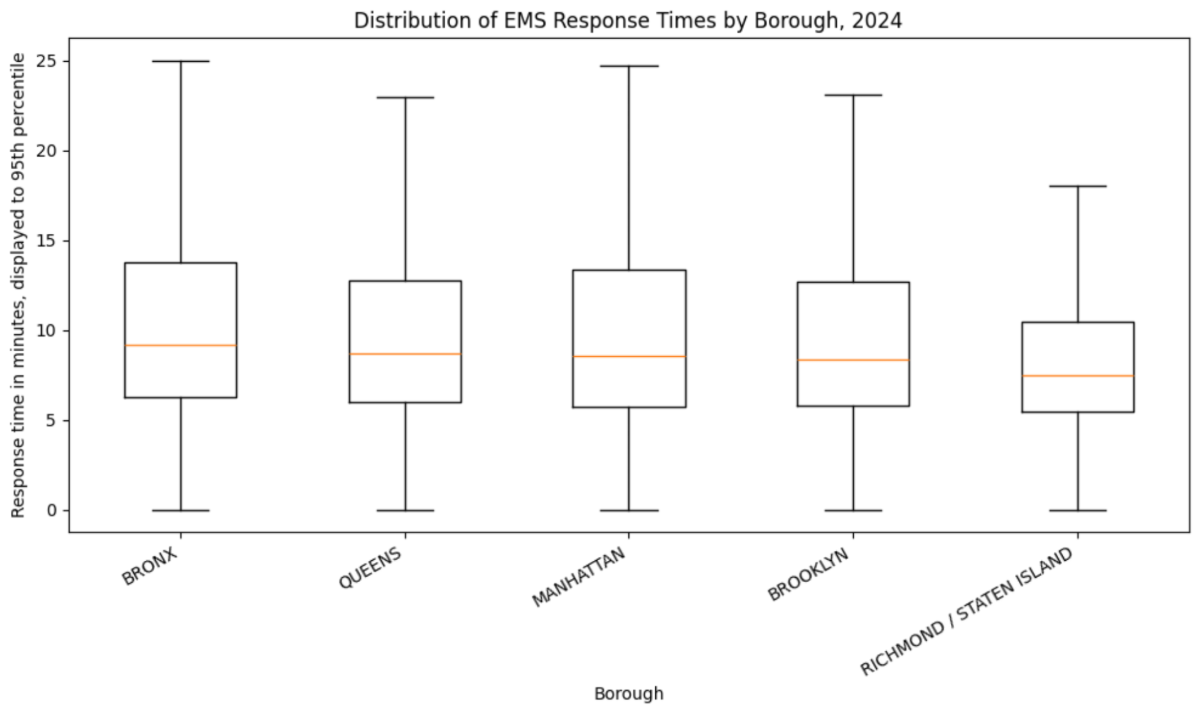 Distribution of EMS Response Times by Borough, 2024
Response time in minutes, displayed to 95th percentile
25
20
15
10
5
0
BRONX
QUEENS
MANHATTAN
BROOKLYN
RICHMOND / STATEN ISLAND
Borough